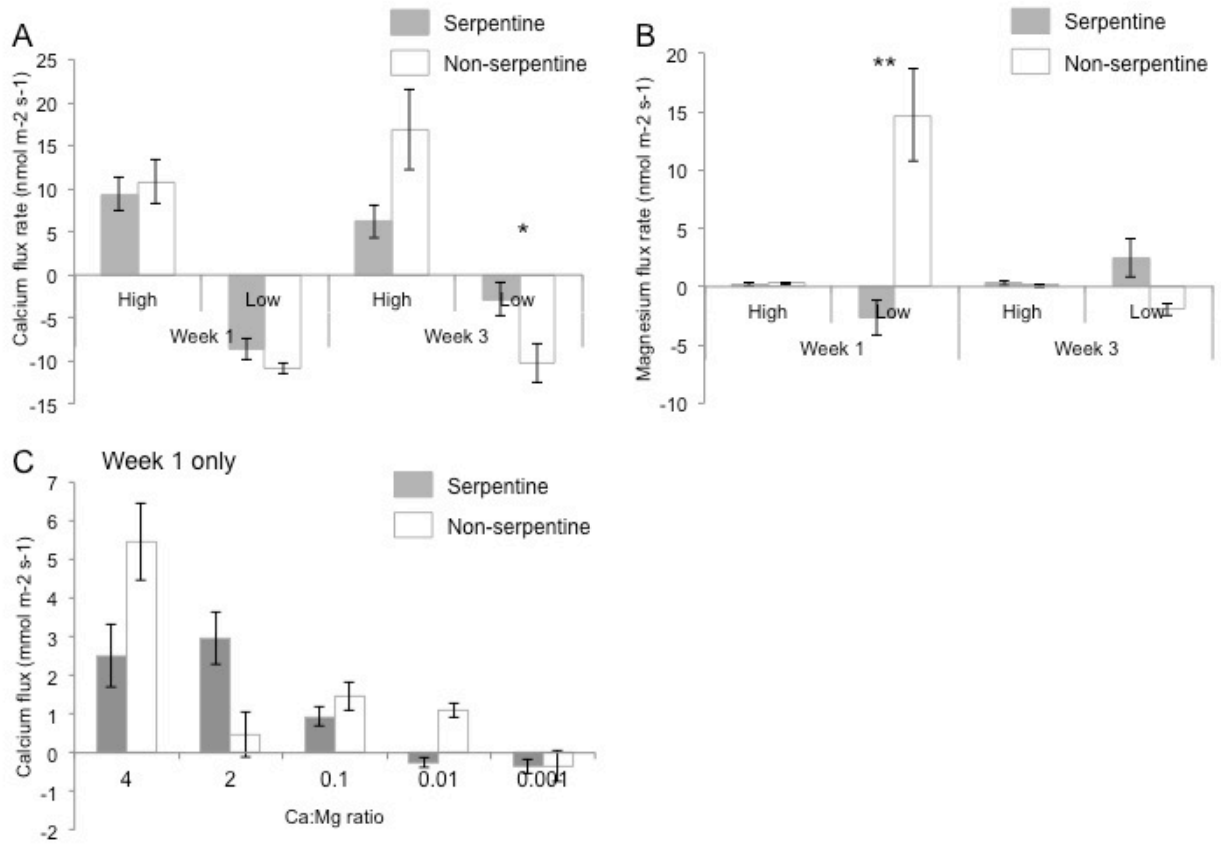 A
Serpentine
Non-serpentine
Calcium flux rate (nmol m-2 s-1)
25
20
15
10
5
0
-5
-10
-15
*
High
Low
High
Low
Week 1
Week 3
B
Serpentine
Non-serpentine
Magnesium flux rate (nmol m-2 s-1)
20
15
10
5
0
-5
-10
**
High
Low
High
Low
Week 1
Week 3
C
Week 1 only
Serpentine
Non-serpentine
Calcium flux (mmol m-2 s-1)
7
6
5
4
3
2
1
0
-1
-2
4
2
0.1
0.01
0.001
Ca:Mg ratio